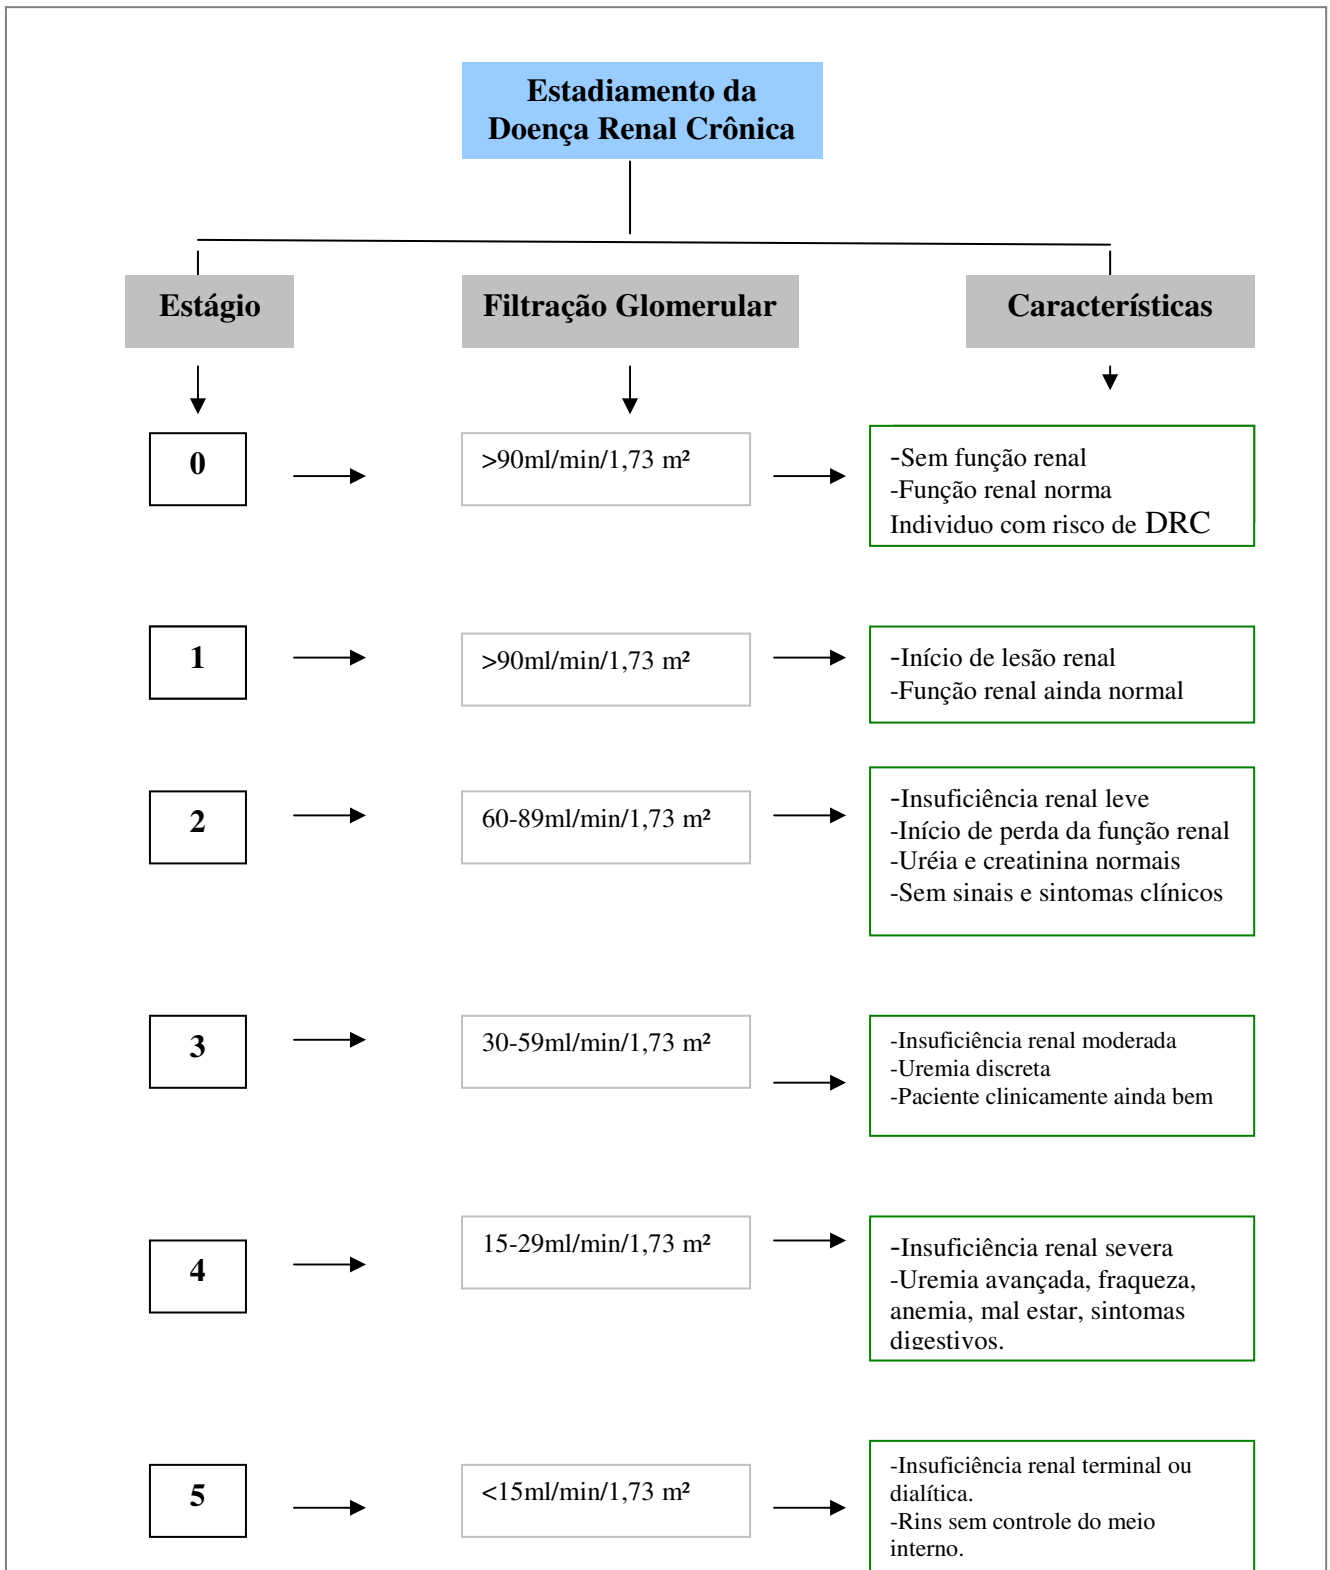 Estadiamento da
Doença Renal Crônica
Estágio
Filtração Glomerular
Características
0
>90ml/min/1,73 m²
-Sem função renal
-Função renal norma
Individuo com risco de DRC
1
>90ml/min/1,73 m²
-Início de lesão renal
-Função renal ainda normal
2
60-89ml/min/1,73 m²
-Insuficiência renal leve
-Início de perda da função renal
-Uréia e creatinina normais
-Sem sinais e sintomas clínicos
3
30-59ml/min/1,73 m²
-Insuficiência renal moderada
-Uremia discreta
-Paciente clinicamente ainda bem
4
15-29ml/min/1,73 m²
-Insuficiência renal severa
-Uremia avançada, fraqueza,
anemia, mal estar, sintomas
digestivos.
5
<15ml/min/1,73 m²
-Insuficiência renal terminal ou
dialítica.
-Rins sem controle do meio
interno.